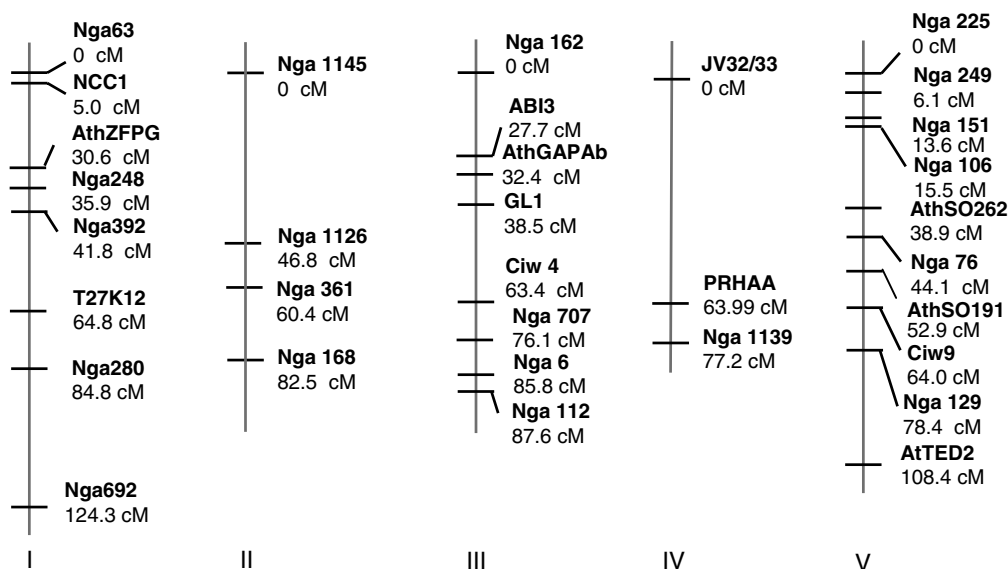 Nga63
0 cM
NCC1
5.0 cM
AthZFPG
30.6 cM
Nga248
35.9 cM
Nga392
41.8 cM
T27K12
64.8 cM
Nga280
84.8 cM
Nga692
124.3 cM
I
Nga 1145
0 cM
Nga 1126
46.8 cM
Nga 361
60.4 cM
Nga 168
82.5 cM
II
Nga 162
0 cM
ABI3
27.7 cM
AthGAPAb
32.4 cM
GL1
38.5 cM
Ciw 4
63.4 cM
Nga 707
76.1 cM
Nga 6
85.8 cM
Nga 112
87.6 cM
III
JV32/33
0 cM
PRHAA
63.99 cM
Nga 1139
77.2 cM
IV
Nga 225
0 cM
Nga 249
6.1 cM
Nga 151
13.6 cM
Nga 106
15.5 cM
AthSO262
38.9 cM
Nga 76
44.1 cM
AthSO191
52.9 cM
Ciw9
64.0 cM
Nga 129
78.4 cM
AtTED2
108.4 cM
V